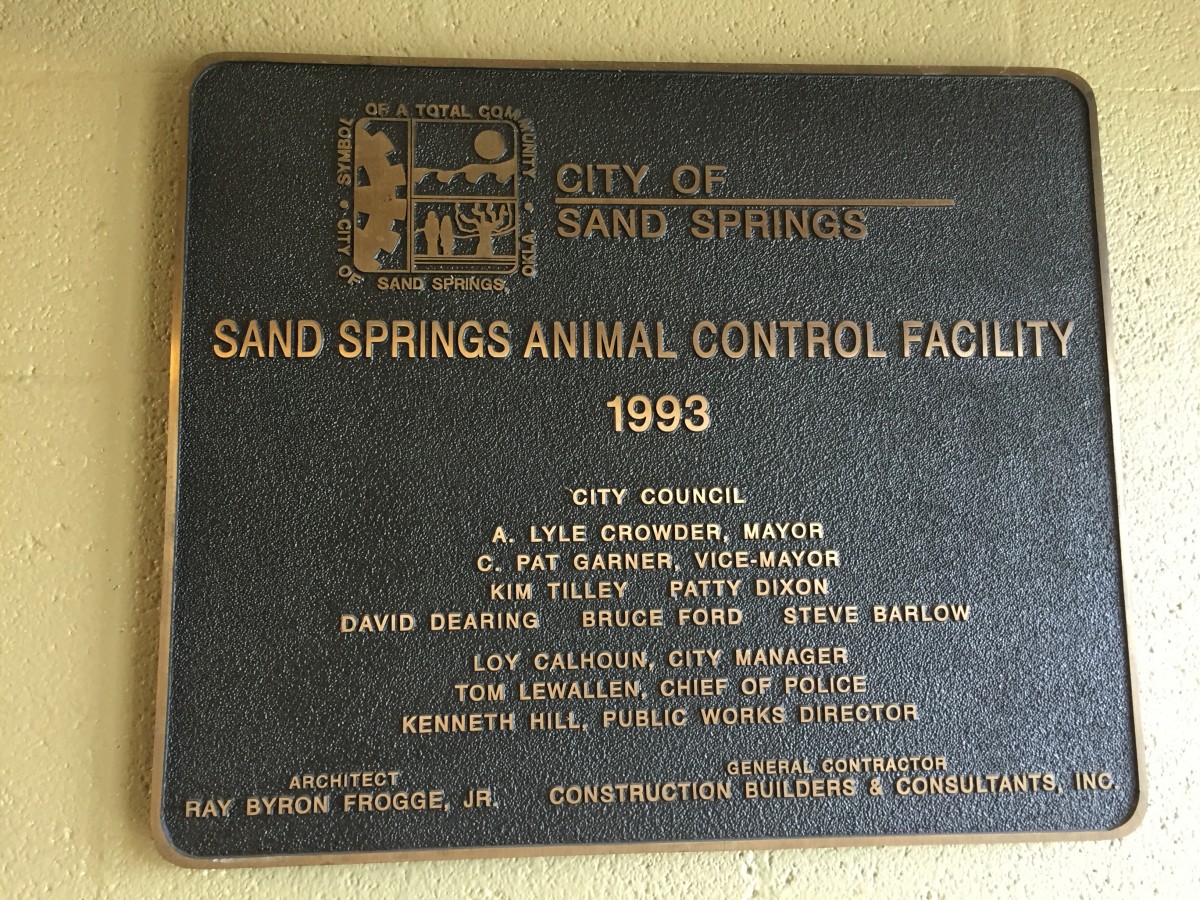 SYMBOL OF A TOTAL COMMUNITY • CITY OF SAND SPRINGS, OKLA •
CITY OF
SAND SPRINGS
SAND SPRINGS ANIMAL CONTROL FACILITY
1993
CITY COUNCIL
A. LYLE CROWDER, MAYOR
C. PAT GARNER, VICE-MAYOR
KIM TILLEY PATTY DIXON
DAVID DEARING BRUCE FORD STEVE BARLOW
LOY CALHOUN, CITY MANAGER
TOM LEWALLEN, CHIEF OF POLICE
KENNETH HILL, PUBLIC WORKS DIRECTOR
ARCHITECT
RAY BYRON FROGGE, JR.
GENERAL CONTRACTOR
CONSTRUCTION BUILDERS & CONSULTANTS, INC.